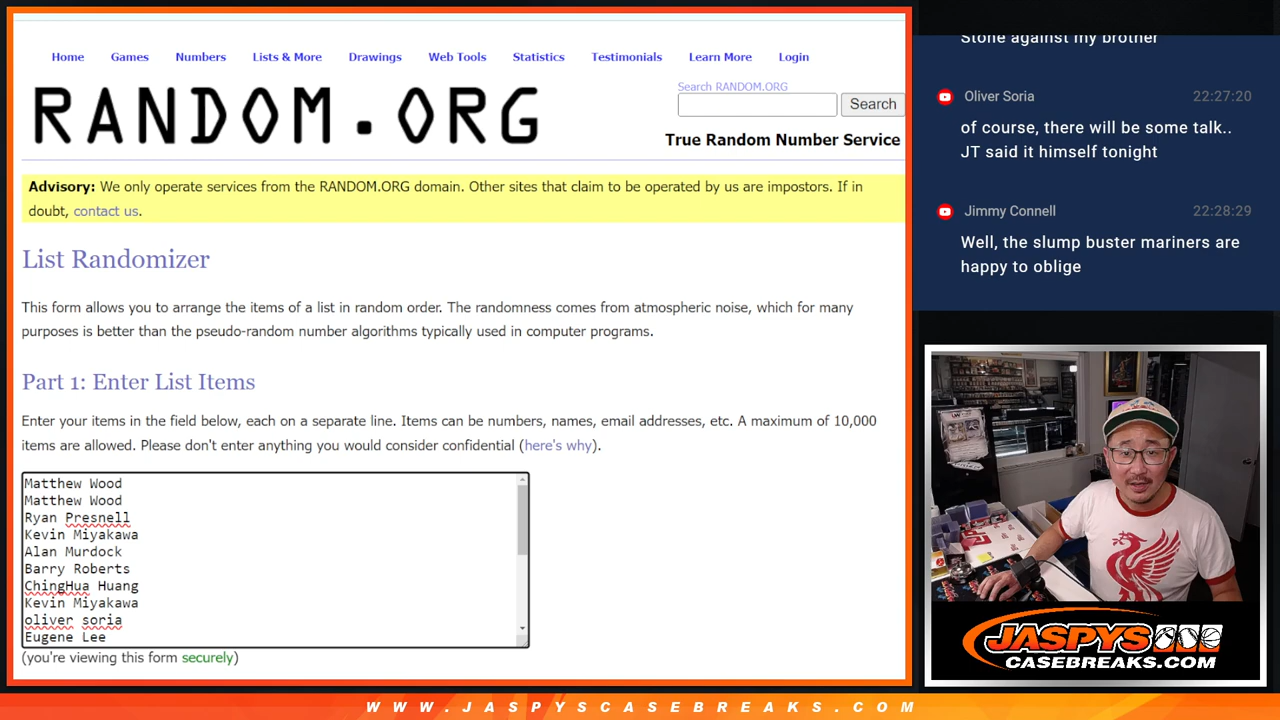 Home Games Numbers Lists & More Drawings Web Tools Statistics Testimonials Learn More Login
RANDOM.ORG
Search RANDOM.ORG
Search
True Random Number Service
Advisory: We only operate services from the RANDOM.ORG domain. Other sites that claim to be operated by us are impostors. If in
doubt, contact us.
List Randomizer
This form allows you to arrange the items of a list in random order. The randomness comes from atmospheric noise, which for many
purposes is better than the pseudo-random number algorithms typically used in computer programs.
Part 1: Enter List Items
Enter your items in the field below, each on a separate line. Items can be numbers, names, email addresses, etc. A maximum of 10,000
items are allowed. Please don't enter anything you would consider confidential (here's why).
Matthew Wood
Matthew Wood
Ryan Presnell
Kevin Miyakawa
Alan Murdock
Barry Roberts
ChingHua Huang
Kevin Miyakawa
oliver soria
Eugene Lee
(you're viewing this form securely)
Stone against my brother
Oliver Soria 22:27:20
of course, there will be some talk..
JT said it himself tonight
Jimmy Connell 22:28:29
Well, the slump buster mariners are
happy to oblige
JASPYS
CASEBREAKS.COM
WWW.JASPYSCASEBREAKS.COM